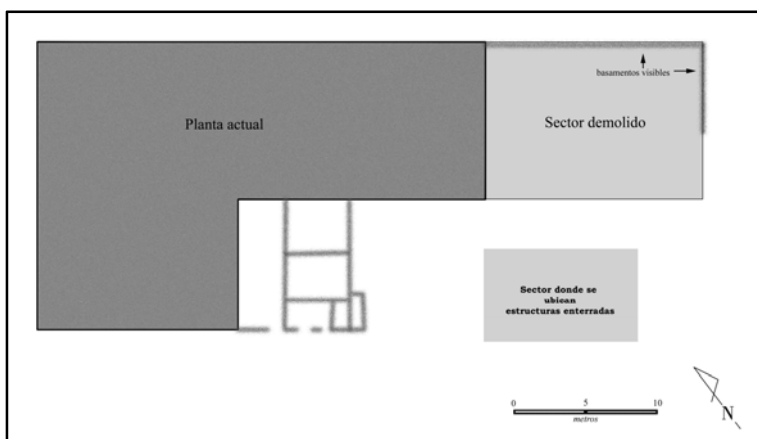 basamentos visibles
Planta actual
Sector demolido
Sector donde se
ubican
estructuras enterradas
0 5 10
metros
N